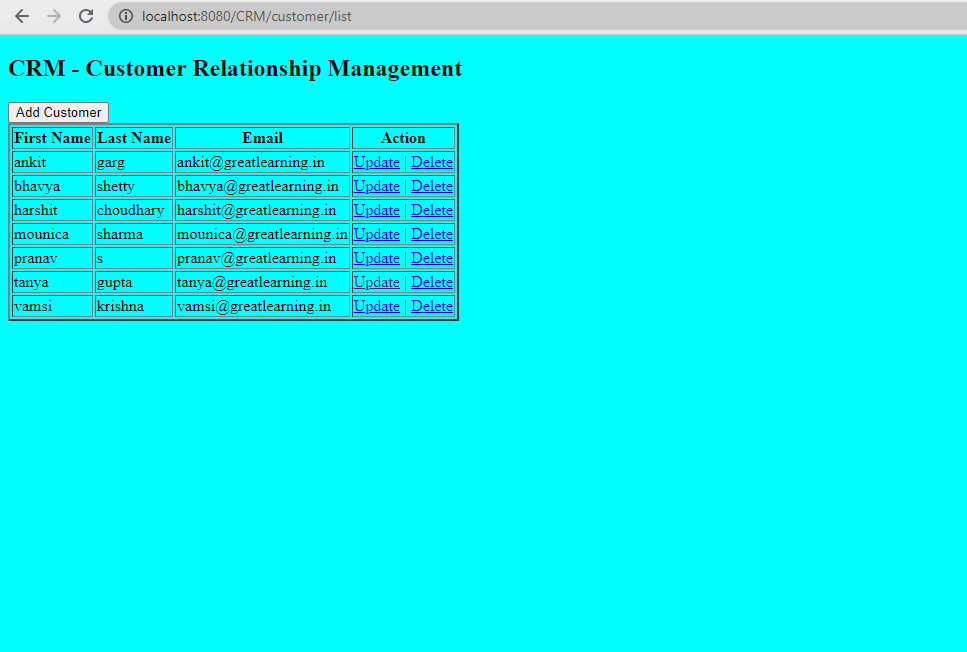 localhost:8080/CRM/customer/list
CRM - Customer Relationship Management
Add Customer
First Name Last Name Email Action
ankit garg ankit@greatlearning.in Update | Delete
bhavya shetty bhavya@greatlearning.in Update | Delete
harshit choudhary harshit@greatlearning.in Update | Delete
mounica sharma mounica@greatlearning.in Update | Delete
pranav s pranav@greatlearning.in Update | Delete
tanya gupta tanya@greatlearning.in Update | Delete
vamsi krishna vamsi@greatlearning.in Update | Delete